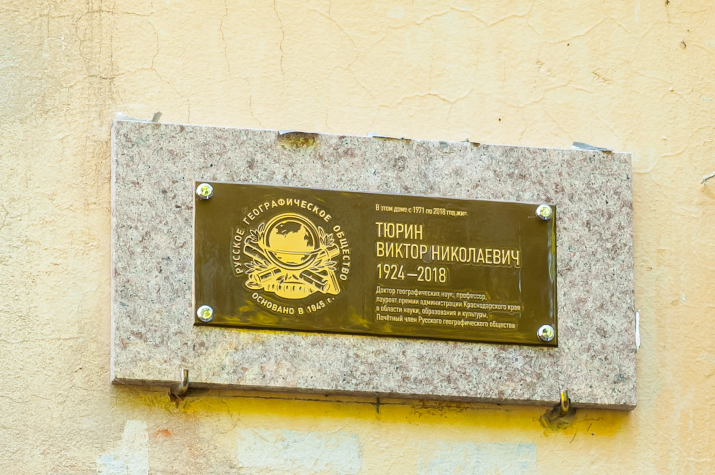 РУССКОЕ ГЕОГРАФИЧЕСКОЕ ОБЩЕСТВО
ОСНОВАНО В 1845 г.
В этом доме с 1971 по 2018 год жил
ТЮРИН
ВИКТОР НИКОЛАЕВИЧ
1924—2018
Доктор географических наук, профессор,
лауреат премии администрации Краснодарского края
в области науки, образования и культуры,
Почётный член Русского географического общества